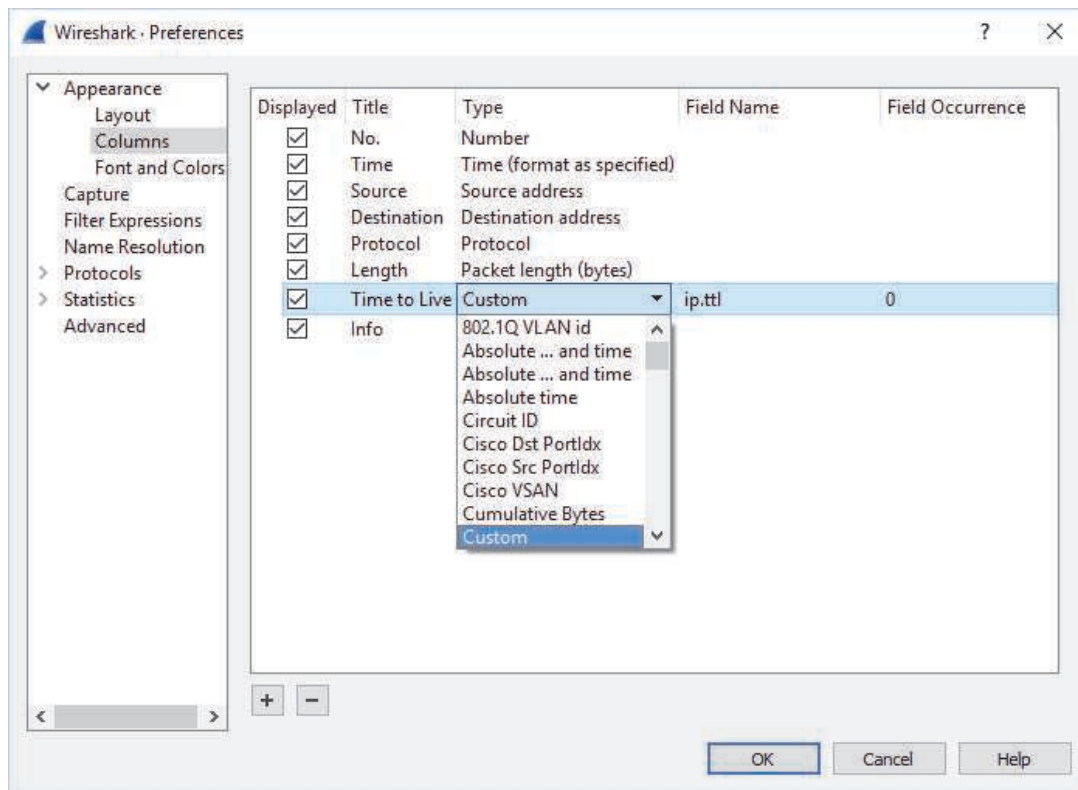 Wireshark · Preferences
?
Appearance
Layout
Columns
Font and Colors
Capture
Filter Expressions
Name Resolution
Protocols
Statistics
Advanced
Displayed Title Type Field Name Field Occurrence
No. Number
Time Time (format as specified)
Source Source address
Destination Destination address
Protocol Protocol
Length Packet length (bytes)
Time to Live Custom ip.ttl 0
Info
802.1Q VLAN id
Absolute ... and time
Absolute ... and time
Absolute time
Circuit ID
Cisco Dst PortIdx
Cisco Src PortIdx
Cisco VSAN
Cumulative Bytes
Custom
+ −
OK Cancel Help